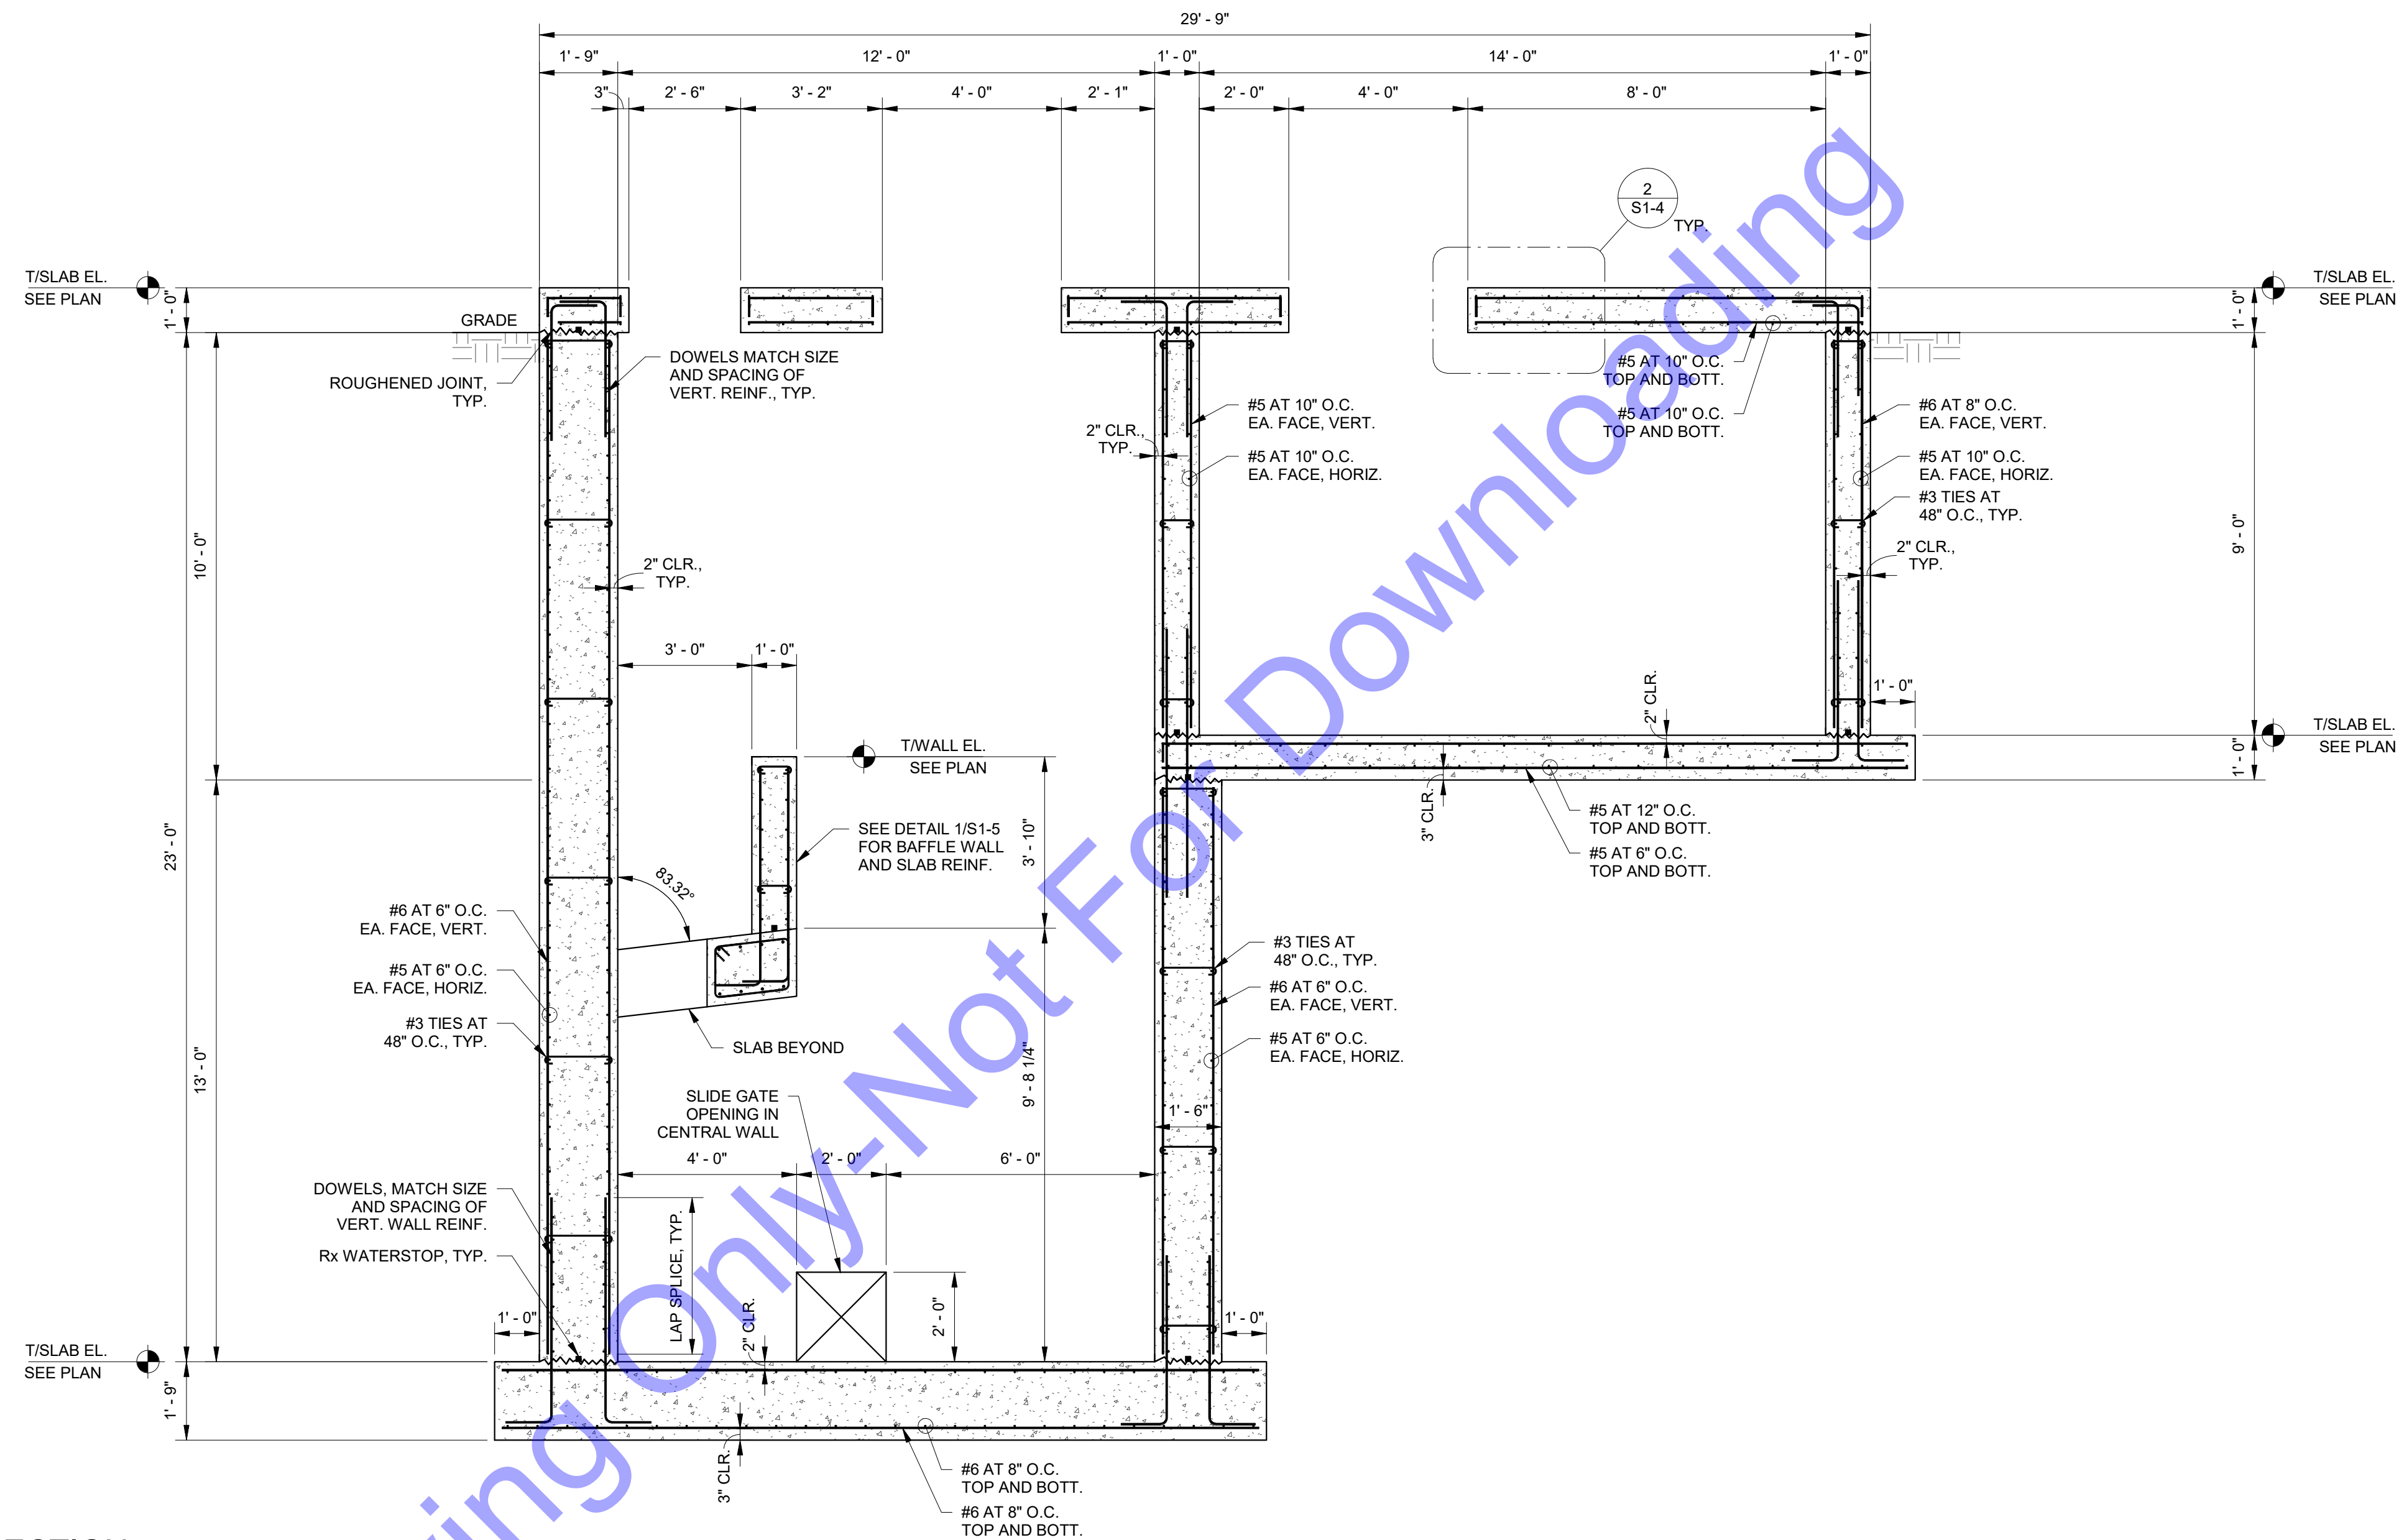 29' - 9"
1' - 9"
12' - 0"
1' - 0"
14' - 0"
1' - 0"
3"
2' - 6"
3' - 2"
4' - 0"
2' - 1"
2' - 0"
4' - 0"
8' - 0"
2
S1-4
TYP.
T/SLAB EL.
SEE PLAN
1' - 0"
GRADE
ROUGHENED JOINT,
TYP.
DOWELS MATCH SIZE
AND SPACING OF
VERT. REINF., TYP.
2" CLR.,
TYP.
#5 AT 10" O.C.
EA. FACE, VERT.
#5 AT 10" O.C.
EA. FACE, HORIZ.
#5 AT 10" O.C.
TOP AND BOTT.
#5 AT 10" O.C.
TOP AND BOTT.
T/SLAB EL.
SEE PLAN
1' - 0"
#6 AT 8" O.C.
EA. FACE, VERT.
#5 AT 10" O.C.
EA. FACE, HORIZ.
#3 TIES AT
48" O.C., TYP.
2" CLR.,
TYP.
9' - 0"
10' - 0"
23' - 0"
13' - 0"
2" CLR.,
TYP.
3' - 0"
1' - 0"
T/WALL EL.
SEE PLAN
3' - 10"
SEE DETAIL 1/S1-5
FOR BAFFLE WALL
AND SLAB REINF.
83.32°
1' - 0"
T/SLAB EL.
SEE PLAN
1' - 0"
2" CLR.
3" CLR.
#5 AT 12" O.C.
TOP AND BOTT.
#5 AT 6" O.C.
TOP AND BOTT.
#6 AT 6" O.C.
EA. FACE, VERT.
#5 AT 6" O.C.
EA. FACE, HORIZ.
#3 TIES AT
48" O.C., TYP.
SLAB BEYOND
9' - 8 1/4"
#3 TIES AT
48" O.C., TYP.
#6 AT 6" O.C.
EA. FACE, VERT.
#5 AT 6" O.C.
EA. FACE, HORIZ.
1' - 6"
SLIDE GATE
OPENING IN
CENTRAL WALL
4' - 0"
2' - 0"
6' - 0"
DOWELS, MATCH SIZE
AND SPACING OF
VERT. WALL REINF.
Rx WATERSTOP, TYP.
LAP SPLICE, TYP.
2" CLR.
2' - 0"
1' - 0"
1' - 0"
T/SLAB EL.
SEE PLAN
1' - 9"
3" CLR.
#6 AT 8" O.C.
TOP AND BOTT.
#6 AT 8" O.C.
TOP AND BOTT.
Only-Not For Downloading